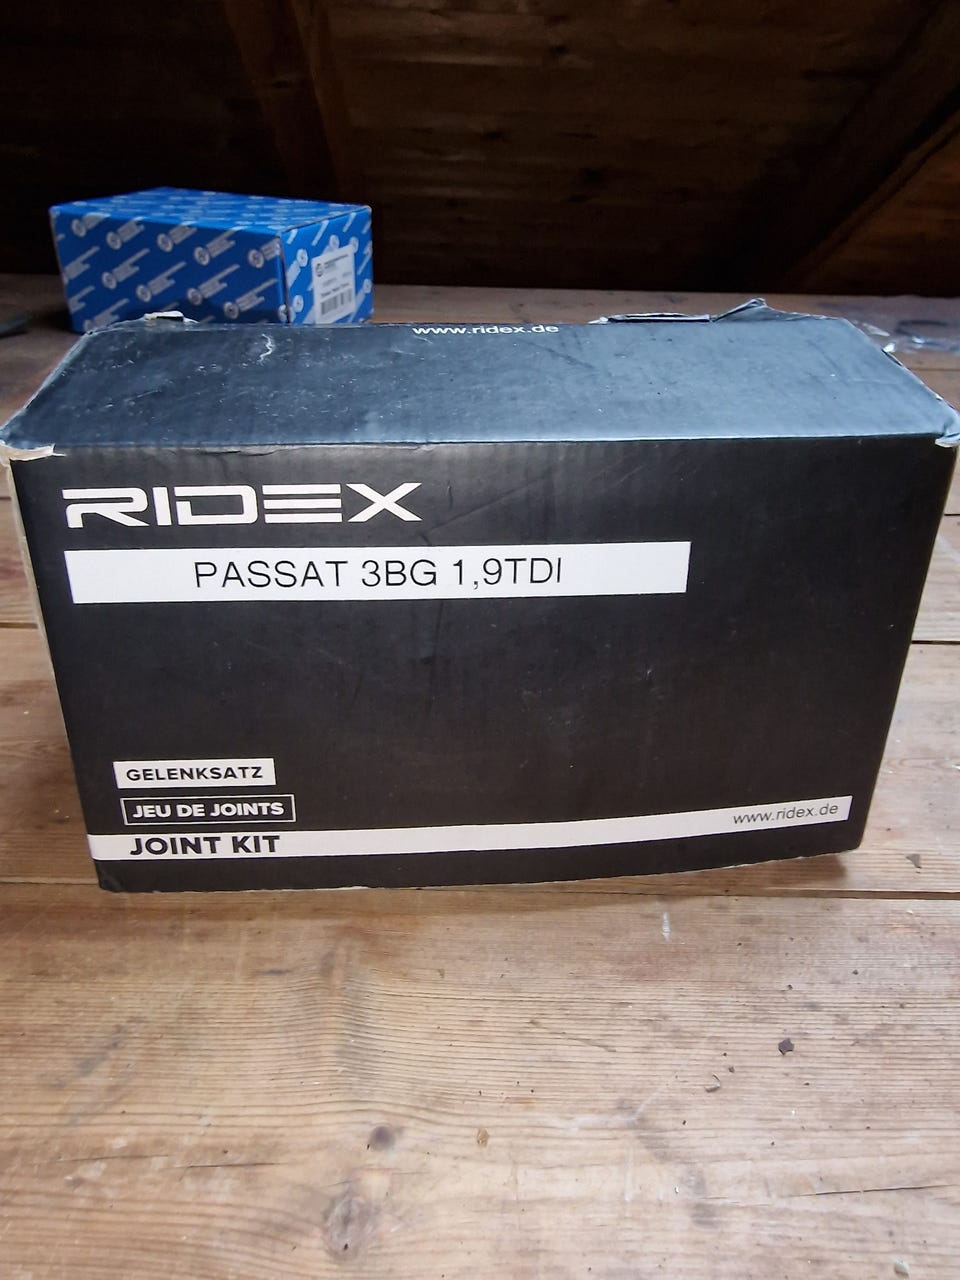 www.ridex.de
RIDEX
PASSAT 3BG 1,9TDI
GELENKSATZ
JEU DE JOINTS
JOINT KIT
www.ridex.de